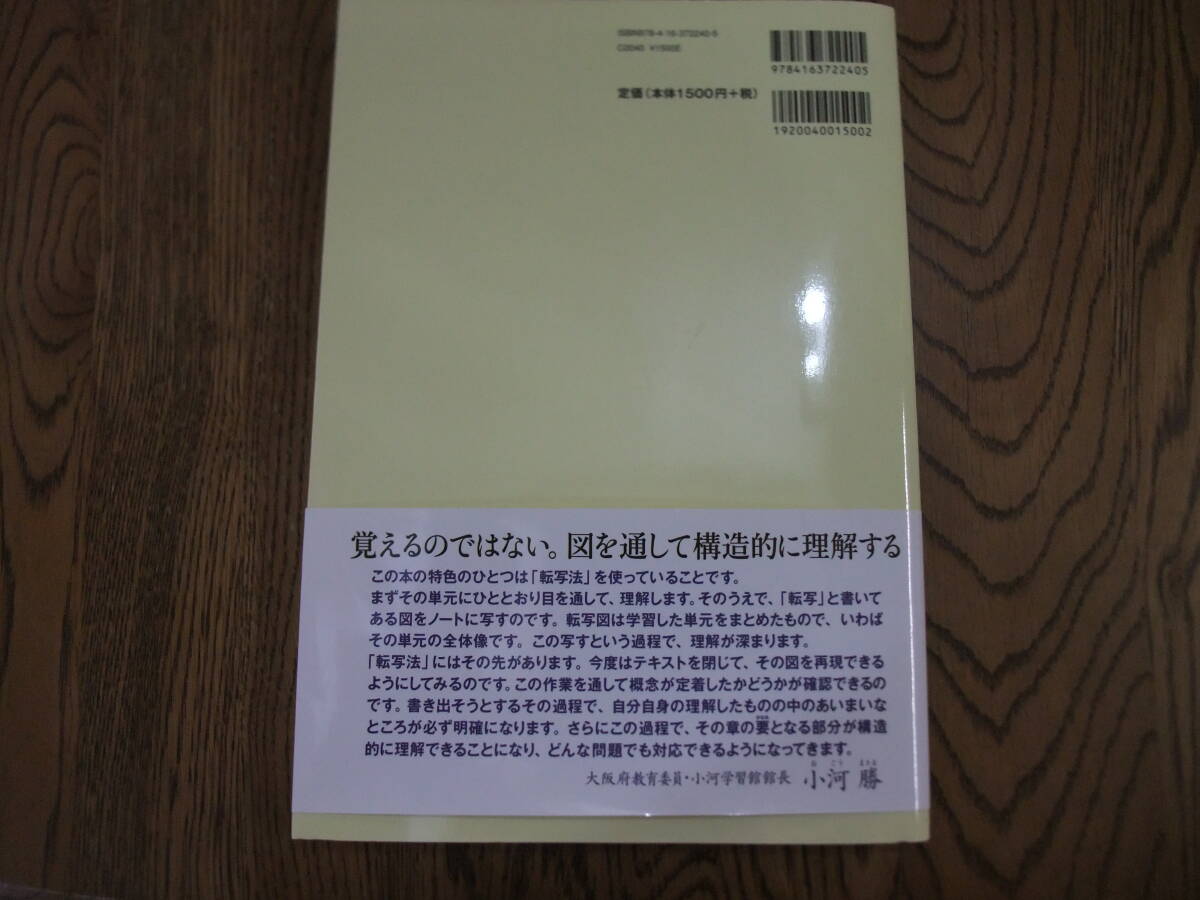 ISBN978-4-16-372240-5
C2040 ¥1500E
9784163722405
定価(本体1500円+税)
1920040015002
覚えるのではない。図を通して構造的に理解する
この本の特色のひとつは「転写法」を使っていることです。
まずその単元にひととおり目を通して、理解します。そのうえで、「転写」と書いて
ある図をノートに写すのです。転写図は学習した単元をまとめたもので、いわば
その単元の全体像です。この写すという過程で、理解が深まります。
「転写法」にはその先があります。今度はテキストを閉じて、その図を再現できる
ようにしてみるのです。この作業を通して概念が定着したかどうかが確認できるの
です。書き出そうとするその過程で、自分自身の理解したものの中のあいまいな
ところが必ず明確になります。さらにこの過程で、その章の要となる部分が構造
的に理解できることになり、どんな問題でも対応できるようになってきます。
大阪府教育委員・小河学習館館長 小河 勝